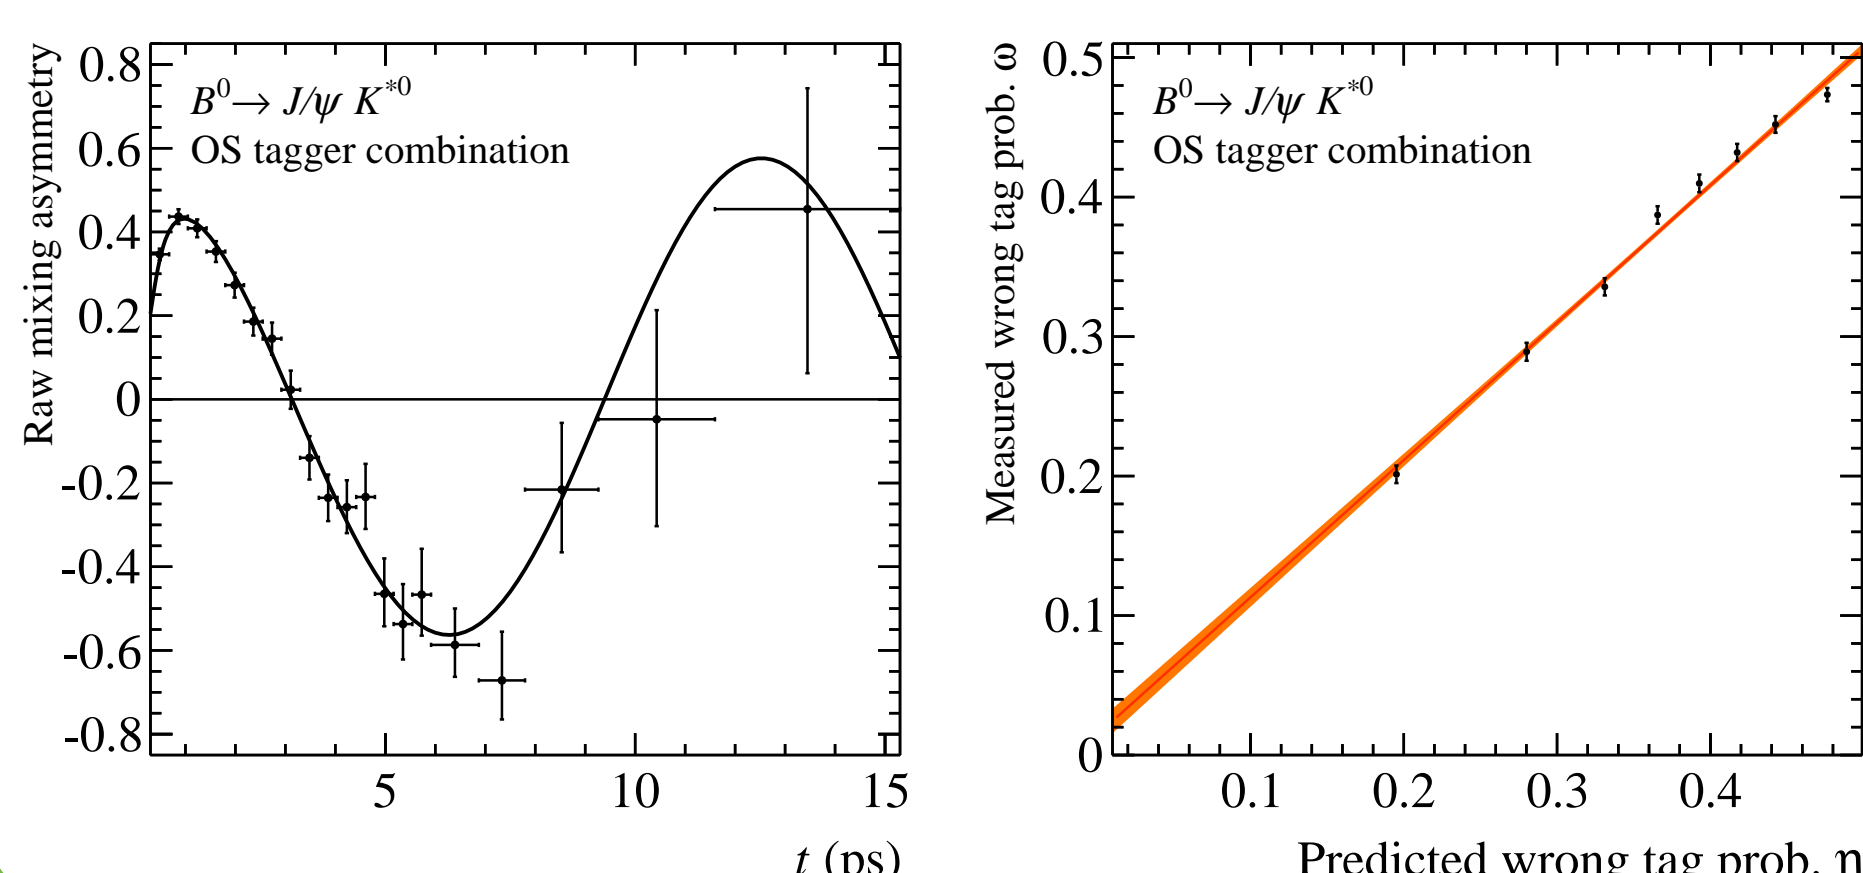 Raw mixing asymmetry
B⁰→ J/ψ K*⁰
OS tagger combination
0.8
0.6
0.4
0.2
0
-0.2
-0.4
-0.6
-0.8
5 10 15
t (ps)
Measured wrong tag prob. ω
B⁰→ J/ψ K*⁰
OS tagger combination
0.5
0.4
0.3
0.2
0.1
0
0.1 0.2 0.3 0.4
Predicted wrong tag prob. η